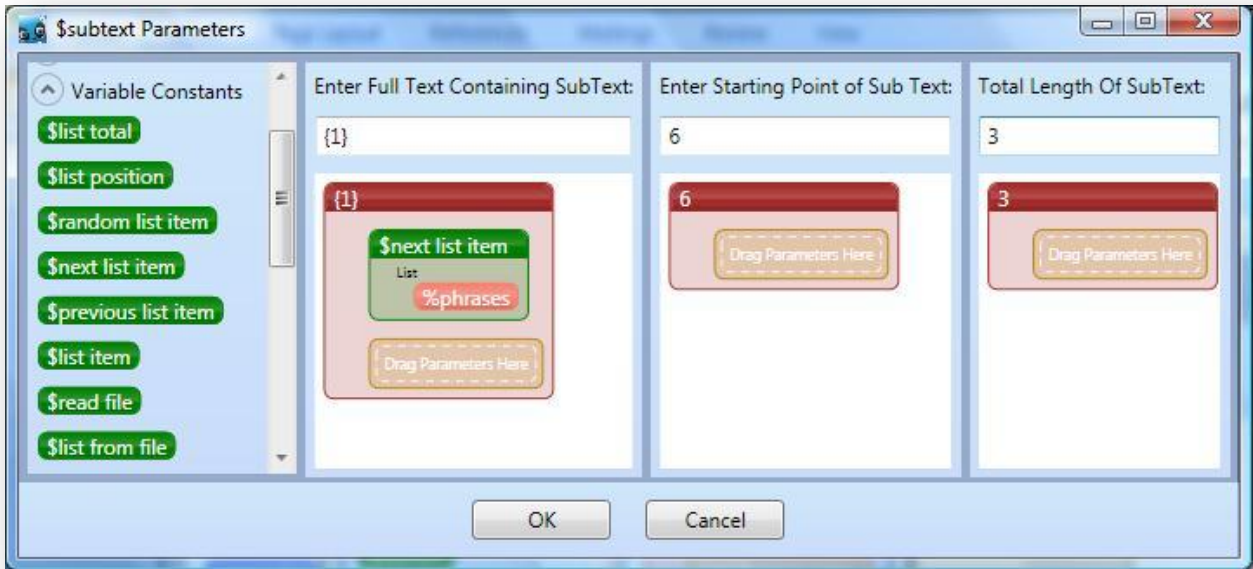 $subtext Parameters
Variable Constants
$list total
$list position
$random list item
$next list item
$previous list item
$list item
$read file
$list from file
Enter Full Text Containing SubText:
{1}
{1}
$next list item
List
%phrases
Drag Parameters Here
Enter Starting Point of Sub Text:
6
6
Drag Parameters Here
Total Length Of SubText:
3
3
Drag Parameters Here
OK
Cancel